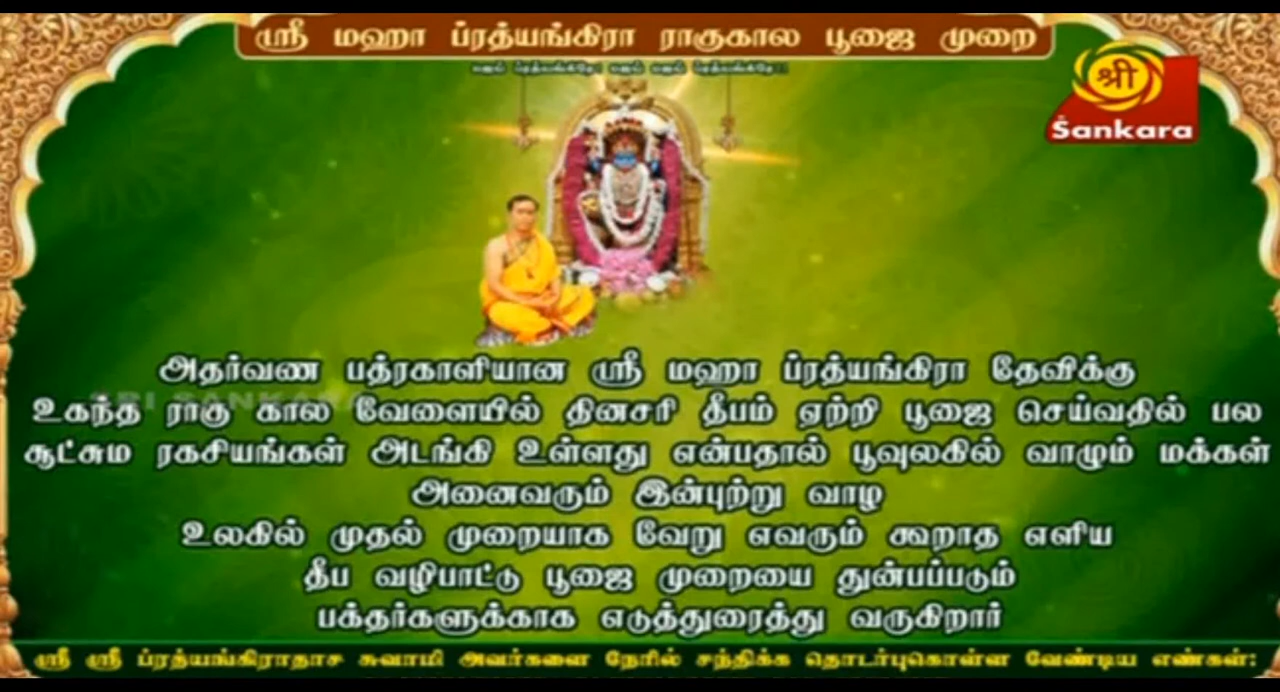 ஸ்ரீ மஹா ப்ரத்யங்கிரா ராகுகால பூஜை முறை
श्री
Sankara
அதர்வண பத்ரகாளியான ஸ்ரீ மஹா ப்ரத்யங்கிரா தேவிக்கு
உகந்த ராகு கால வேளையில் தினசரி தீபம் ஏற்றி பூஜை செய்வதில் பல
சூட்சும ரகசியங்கள் அடங்கி உள்ளது என்பதால் பூவுலகில் வாழும் மக்கள்
அனைவரும் இன்புற்று வாழ
உலகில் முதல் முறையாக வேறு எவரும் கூறாத எளிய
தீப வழிபாட்டு பூஜை முறையை துன்பப்படும்
பக்தர்களுக்காக எடுத்துரைத்து வருகிறார்
ஸ்ரீ ஸ்ரீ ப்ரத்யங்கிராதாச சுவாமி அவர்களை நேரில் சந்திக்க தொடர்புகொள்ள வேண்டிய எண்கள்: